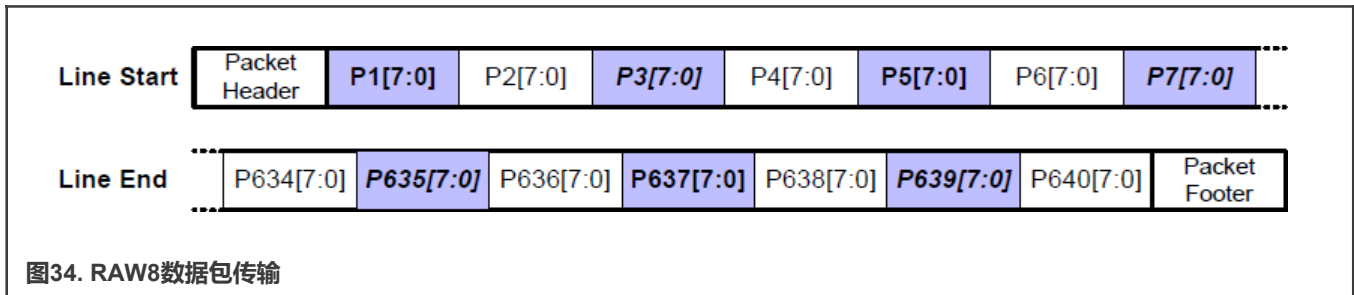 Line Start Packet Header P1[7:0] P2[7:0] P3[7:0] P4[7:0] P5[7:0] P6[7:0] P7[7:0]
Line End P634[7:0] P635[7:0] P636[7:0] P637[7:0] P638[7:0] P639[7:0] P640[7:0] Packet Footer
图34. RAW8数据包传输